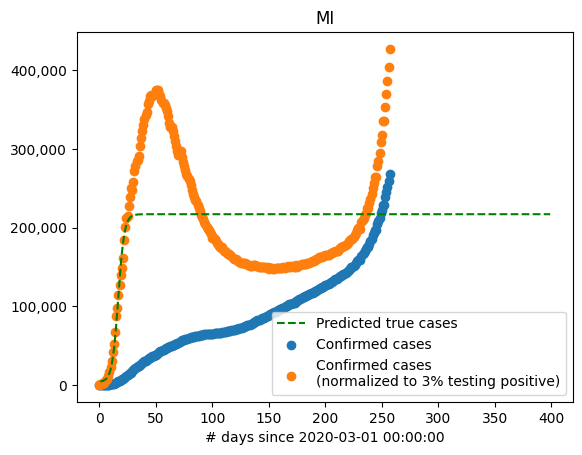 MI
400,000
300,000
200,000
100,000
0
Predicted true cases
Confirmed cases
Confirmed cases
(normalized to 3% testing positive)
0 50 100 150 200 250 300 350 400
# days since 2020-03-01 00:00:00